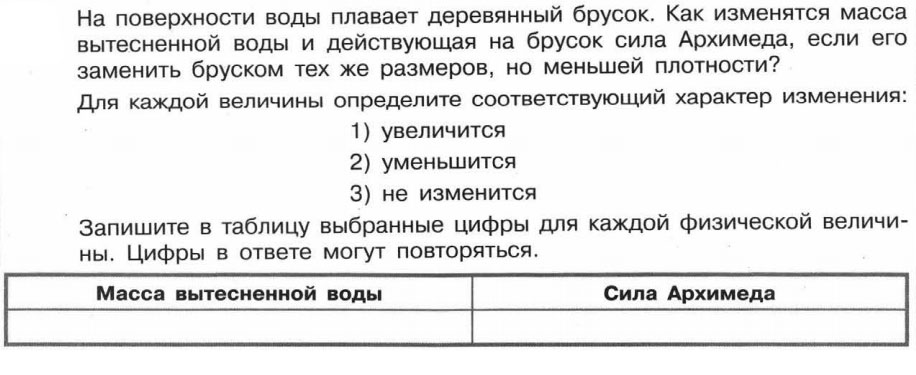 На поверхности воды плавает деревянный брусок. Как изменятся масса
вытесненной воды и действующая на брусок сила Архимеда, если его
заменить бруском тех же размеров, но меньшей плотности?
Для каждой величины определите соответствующий характер изменения:
1) увеличится
2) уменьшится
3) не изменится
Запишите в таблицу выбранные цифры для каждой физической величи-
ны. Цифры в ответе могут повторяться.
Масса вытесненной воды Сила Архимеда